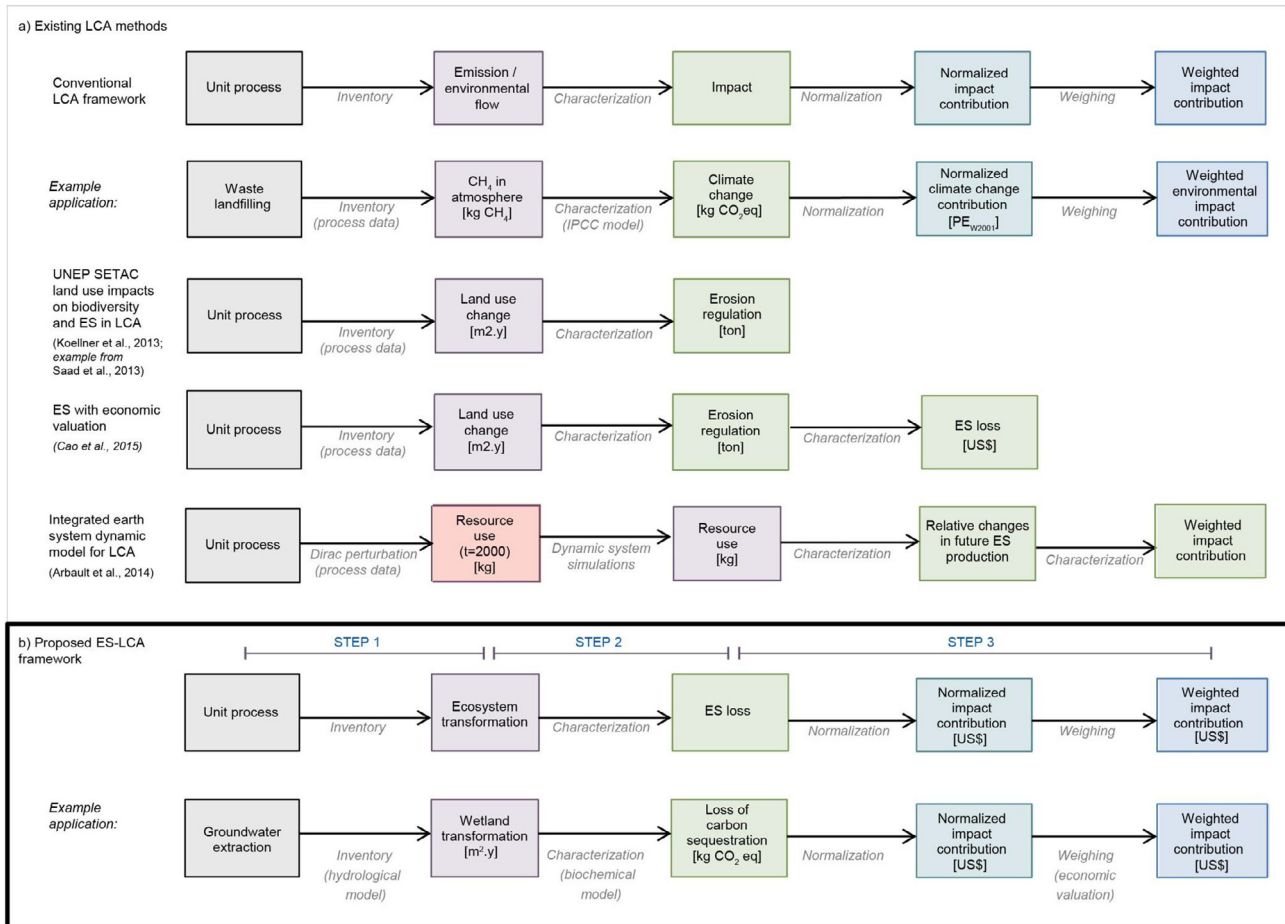 a) Existing LCA methods
Conventional
LCA framework
Unit process
Inventory
Emission /
environmental
flow
Characterization
Impact
Normalization
Normalized
impact
contribution
Weighing
Weighted
impact
contribution
Example
application:
Waste
landfilling
Inventory
(process data)
CH4 in
atmosphere
[kg CH4]
Characterization
(IPCC model)
Climate
change
[kg CO2eq]
Normalization
Normalized
climate change
contribution
[PEW2001]
Weighing
Weighted
environmental
impact
contribution
UNEP SETAC
land use impacts
on biodiversity
and ES in LCA
(Koellner et al., 2013;
example from
Saad et al., 2013)
Unit process
Inventory
(process data)
Land use
change
[m2.y]
Characterization
Erosion
regulation
[ton]
ES with economic
valuation
(Cao et al., 2015)
Unit process
Inventory
(process data)
Land use
change
[m2.y]
Characterization
Erosion
regulation
[ton]
Characterization
ES loss
[US$]
Integrated earth
system dynamic
model for LCA
(Arbault et al., 2014)
Unit process
Dirac perturbation
(process data)
Resource
use
(t=2000)
[kg]
Dynamic system
simulations
Resource
use
[kg]
Characterization
Relative changes
in future ES
production
Characterization
Weighted
impact
contribution
b) Proposed ES-LCA
framework
STEP 1
STEP 2
STEP 3
Unit process
Inventory
Ecosystem
transformation
Characterization
ES loss
Normalization
Normalized
impact
contribution
[US$]
Weighing
Weighted
impact
contribution
[US$]
Example
application:
Groundwater
extraction
Inventory
(hydrological
model)
Wetland
transformation
[m².y]
Characterization
(biochemical
model)
Loss of
carbon
sequestration
[kg CO2 eq]
Normalization
Normalized
impact
contribution
[US$]
Weighing
(economic
valuation)
Weighted
impact
contribution
[US$]